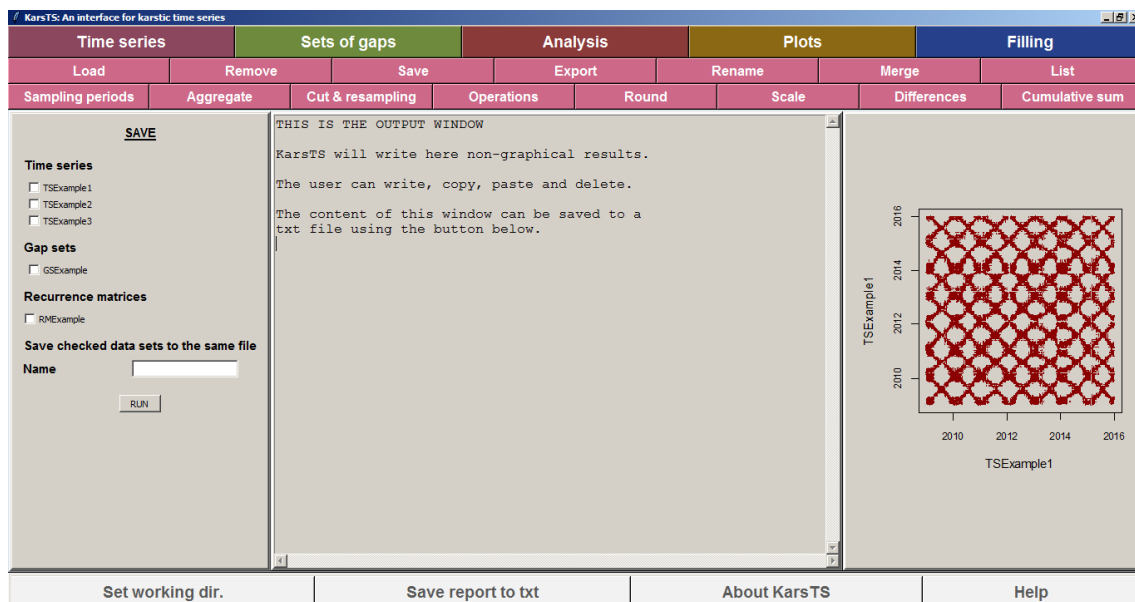 KarsTS: An interface for karstic time series
Time series Sets of gaps Analysis Plots Filling
Load Remove Save Export Rename Merge List
Sampling periods Aggregate Cut & resampling Operations Round Scale Differences Cumulative sum
SAVE
Time series
TSExample1
TSExample2
TSExample3
Gap sets
GSExample
Recurrence matrices
RMExample
Save checked data sets to the same file
Name
RUN
THIS IS THE OUTPUT WINDOW
KarsTS will write here non-graphical results.
The user can write, copy, paste and delete.
The content of this window can be saved to a
txt file using the button below.
TSExample1
2016
2014
2012
2010
2010 2012 2014 2016
TSExample1
Set working dir. Save report to txt About KarsTS Help